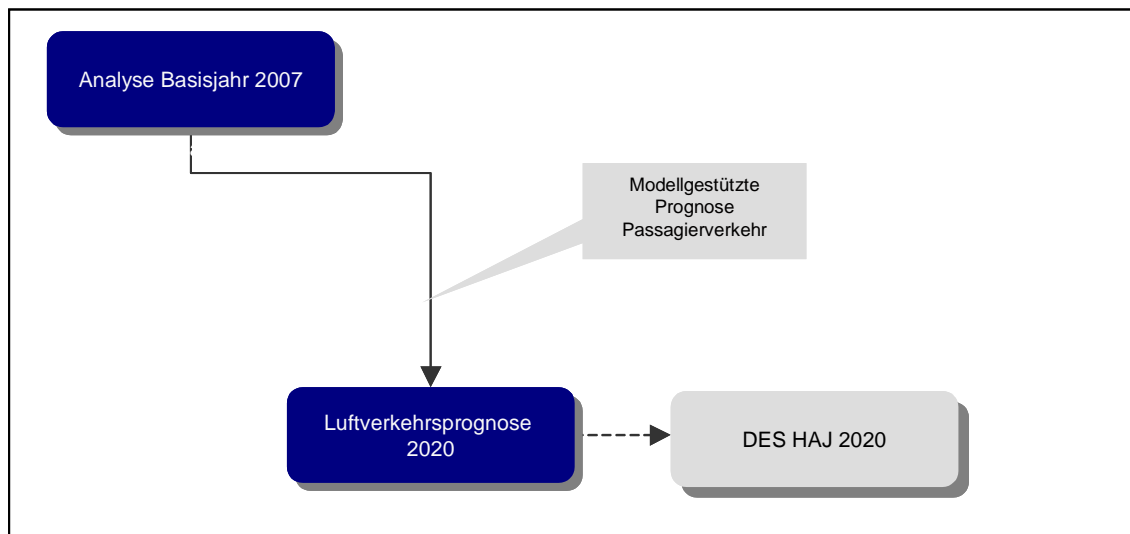 Analyse Basisjahr 2007
Modellgestützte
Prognose
Passagierverkehr
Luftverkehrsprognose
2020
DES HAJ 2020